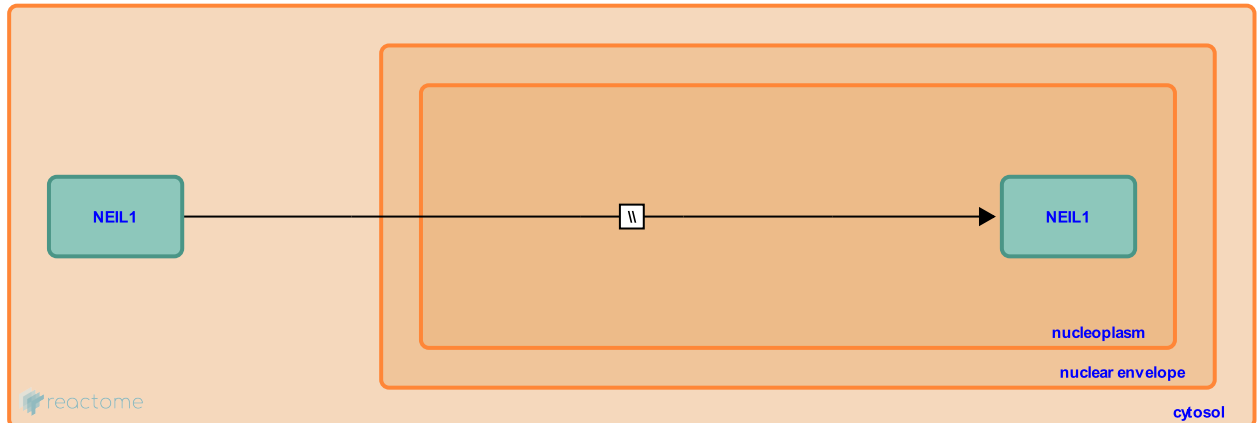 NEIL1
\\
NEIL1
nucleoplasm
nuclear envelope
reactome
cytosol